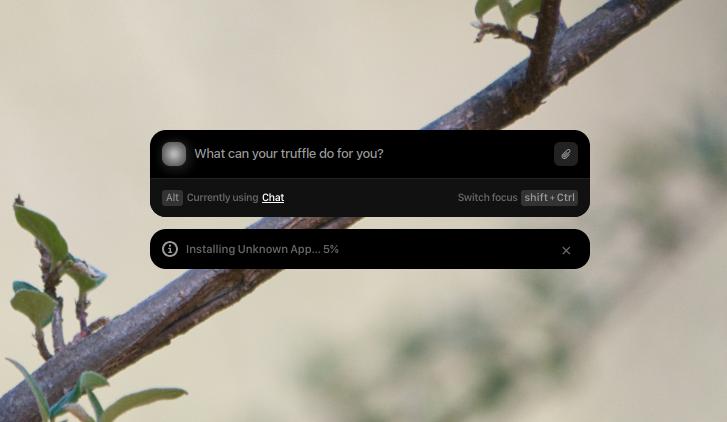 What can your truffle do for you?
Alt Currently using Chat Switch focus shift + Ctrl
Installing Unknown App... 5%